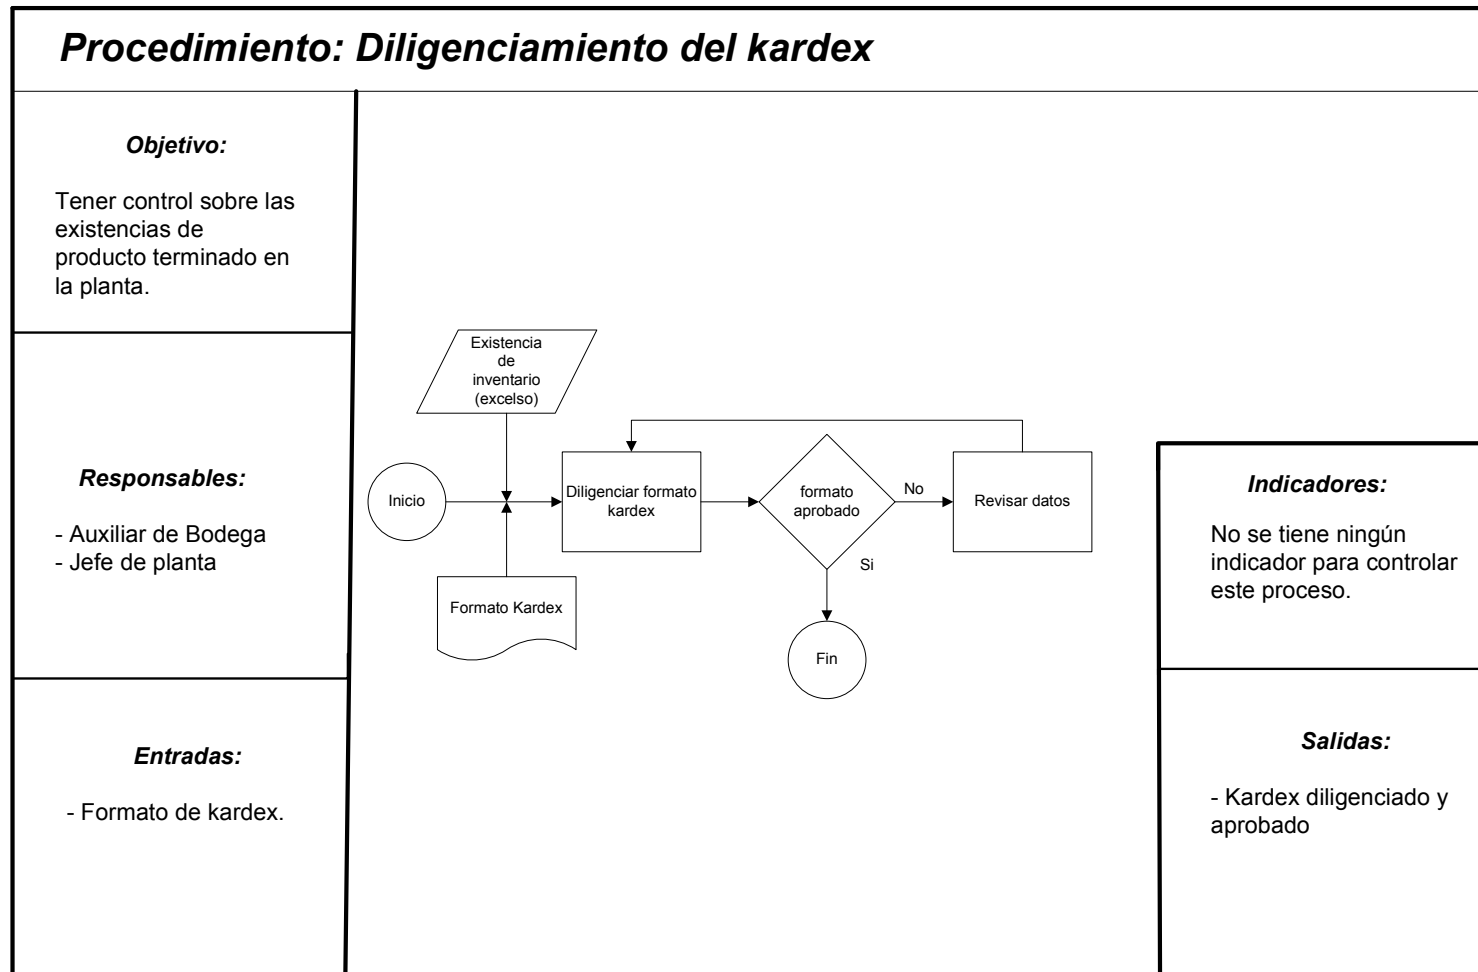 Procedimiento: Diligenciamiento del kardex
Objetivo:
Tener control sobre las
existencias de
producto terminado en
la planta.
Responsables:
- Auxiliar de Bodega
- Jefe de planta
Entradas:
- Formato de kardex.
Existencia
de
inventario
(excelso)
Inicio
Formato Kardex
Diligenciar formato
kardex
formato
aprobado
No
Si
Revisar datos
Fin
Indicadores:
No se tiene ningún
indicador para controlar
este proceso.
Salidas:
- Kardex diligenciado y
aprobado